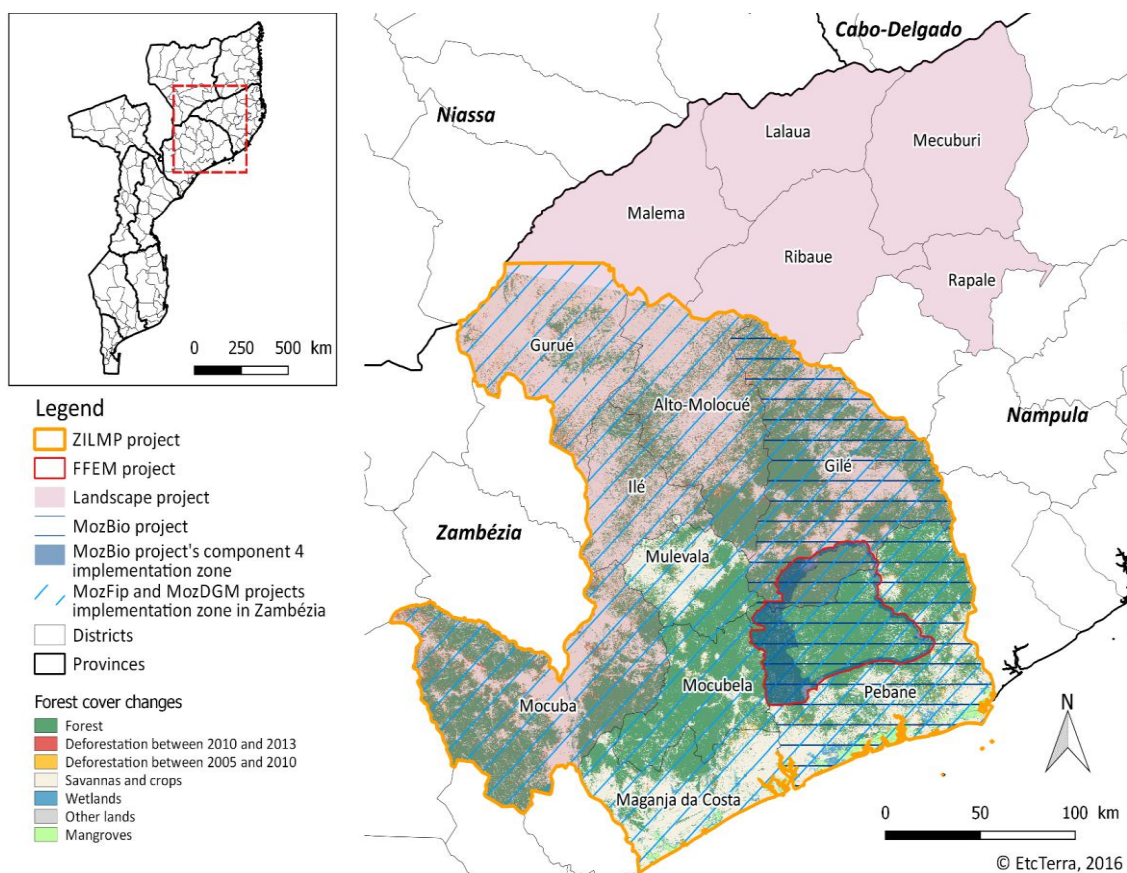 0 250 500 km
Legend
ZILMP project
FFEM project
Landscape project
MozBio project
MozBio project's component 4
implementation zone
MozFip and MozDGM projects
implementation zone in Zambézia
Districts
Provinces
Forest cover changes
Forest
Deforestation between 2010 and 2013
Deforestation between 2005 and 2010
Savannas and crops
Wetlands
Other lands
Mangroves
Cabo-Delgado
Niassa
Lalaua
Mecuburi
Malema
Ribaue
Rapale
Gurué
Alto-Molocué
Nampula
Gilé
Ilé
Zambézia
Mulevala
Mocubela
Pebane
Mocuba
N
Maganja da Costa
0 50 100 km
© EtcTerra, 2016